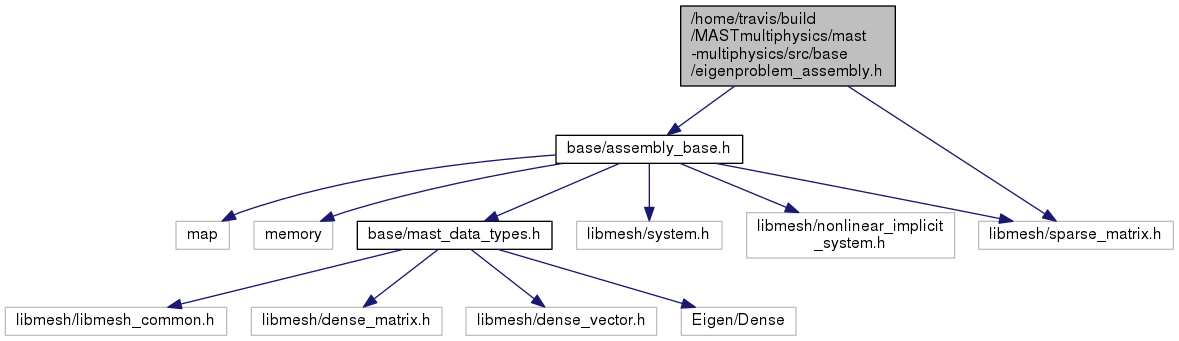 /home/travis/build
/MASTmultiphysics/mast
-multiphysics/src/base
/eigenproblem_assembly.h
base/assembly_base.h
map
memory
base/mast_data_types.h
libmesh/system.h
libmesh/nonlinear_implicit
_system.h
libmesh/sparse_matrix.h
libmesh/libmesh_common.h
libmesh/dense_matrix.h
libmesh/dense_vector.h
Eigen/Dense